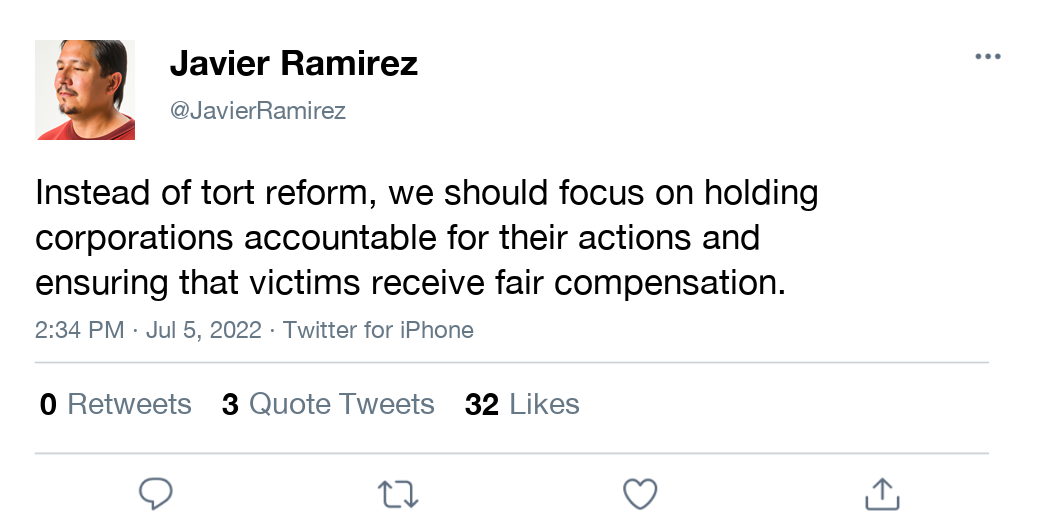 Javier Ramirez
@JavierRamirez
Instead of tort reform, we should focus on holding
corporations accountable for their actions and
ensuring that victims receive fair compensation.
2:34 PM · Jul 5, 2022 · Twitter for iPhone
0 Retweets 3 Quote Tweets 32 Likes